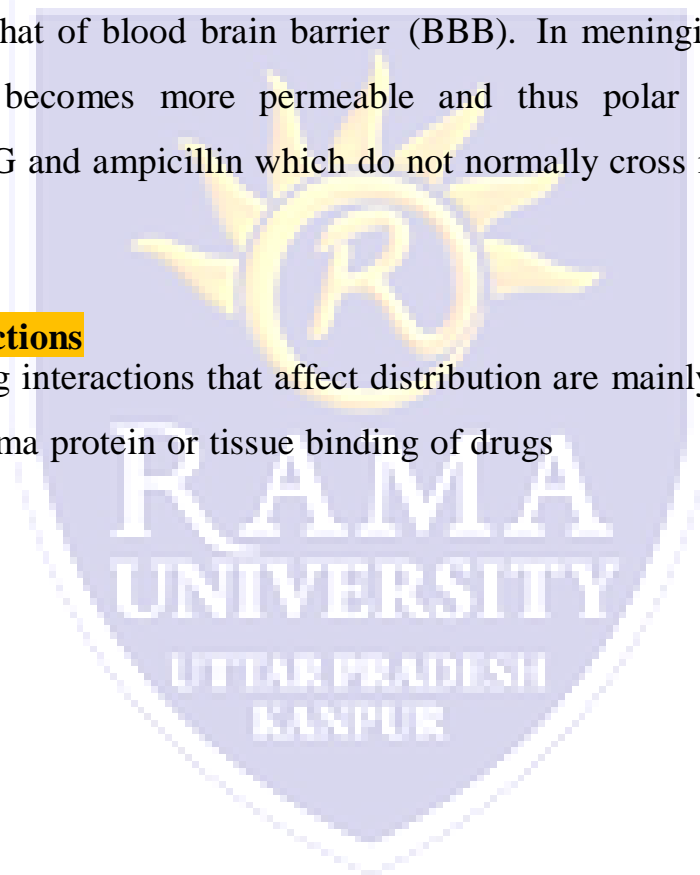 hat of blood brain barrier (BBB). In meningi
becomes more permeable and thus polar
G and ampicillin which do not normally cross
ctions
g interactions that affect distribution are mainly
ma protein or tissue binding of drugs
R
RAMA
UNIVERSITY
UTTAR PRADESH
KANPUR